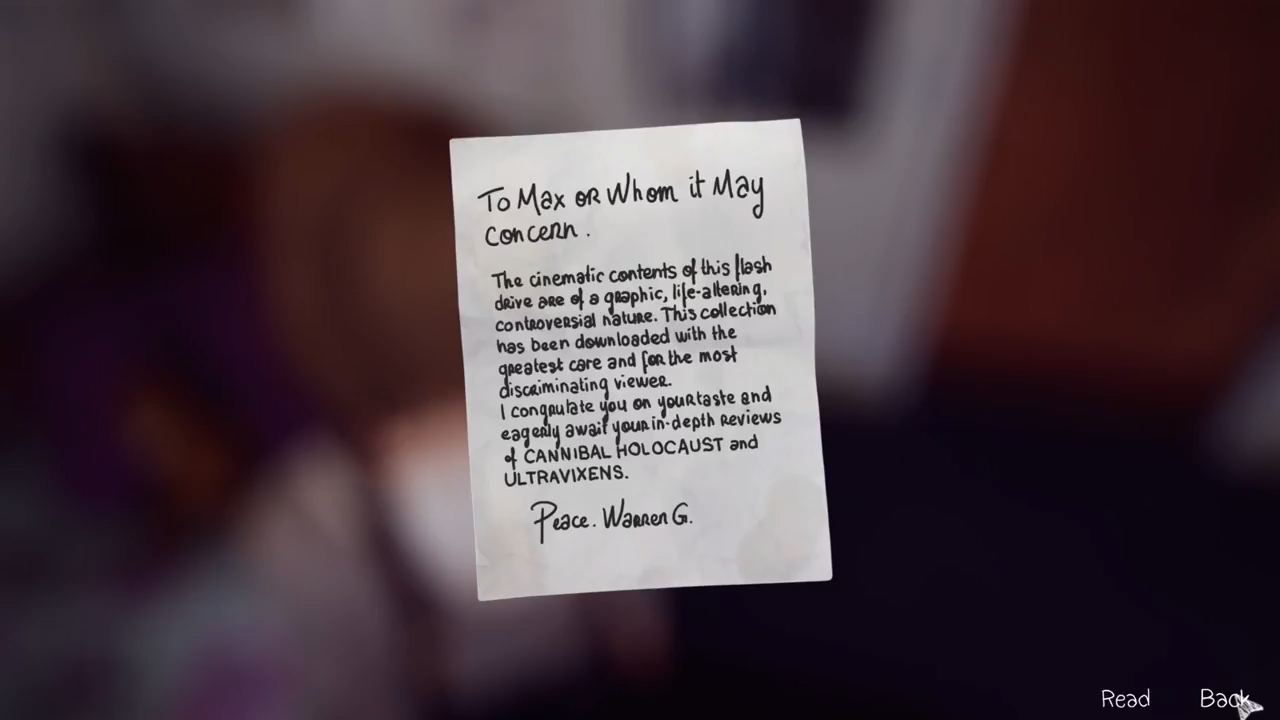 To Max or Whom it May
Concern.
The cinematic contents of this flash
drive are of a graphic, life-altering,
controversial nature. This collection
has been downloaded with the
greatest care and for the most
discriminating viewer.
I congrulate you on your taste and
eagerly await your in-depth reviews
of CANNIBAL HOLOCAUST and
ULTRAVIXENS.
Peace. Warren G.
Read
Back